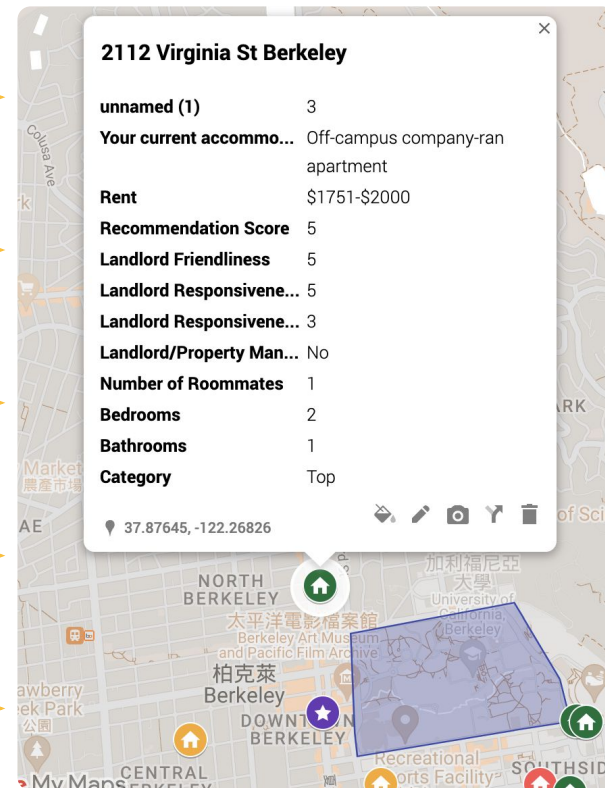 2112 Virginia St Berkeley
unnamed (1) 3
Your current accommo... Off-campus company-ran
apartment
Rent $1751-$2000
Recommendation Score 5
Landlord Friendliness 5
Landlord Responsivene... 5
Landlord Responsivene... 3
Landlord/Property Man... No
Number of Roommates 1
Bedrooms 2
Bathrooms 1
Category Top
37.87645, -122.26826
Colusa Ave
rk
ARK
Market
農產市場
of Sci
AE
NORTH
BERKELEY
加利福尼亞
大學
University of
California,
Berkeley
太平洋電影檔案館
Berkeley Art Museum
and Pacific Film Archive
柏克萊
Berkeley
awberry
ek Park
公園
DOWNTOWN
BERKELEY
Recreational
orts Facility
SOUTHSID
My Maps
CENTRAL
BERKELEY